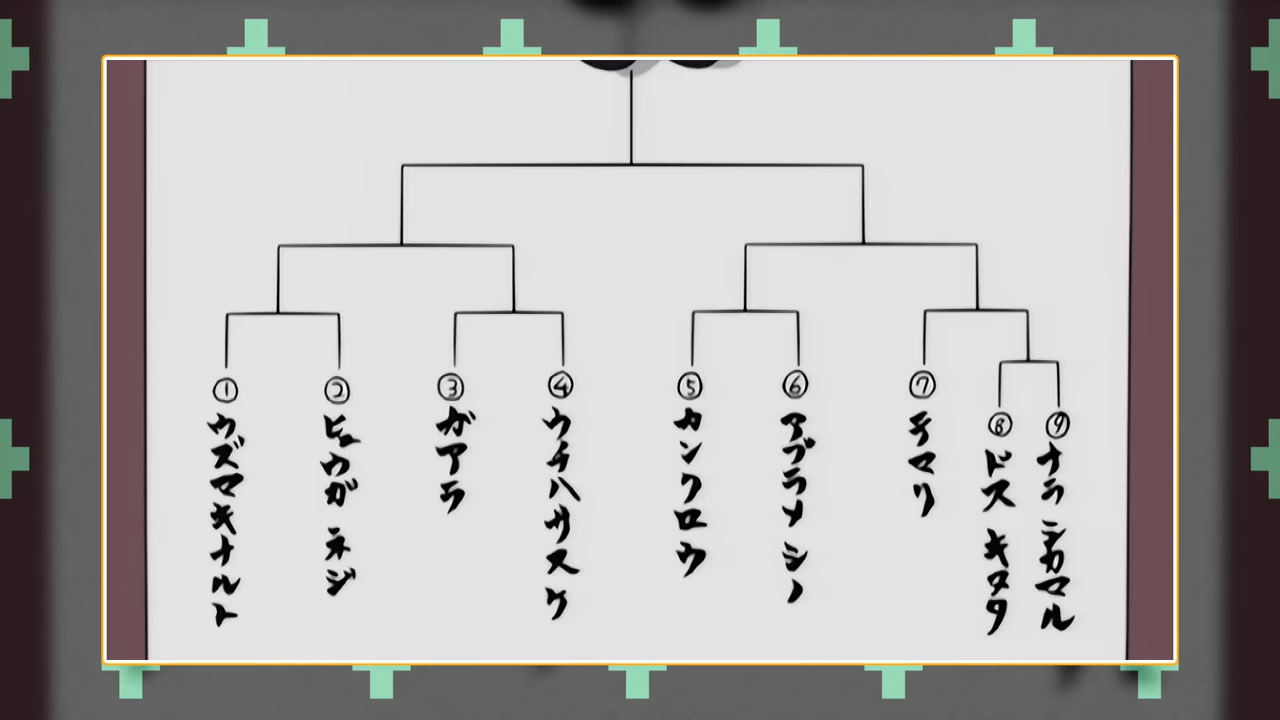 ① ウズマキナルト
② ヒュウガ ネジ
③ ガアラ
④ ウチハサスケ
⑤ カンクロウ
⑥ アブラメ シノ
⑦ テマリ
⑧ ドス キヌタ
⑨ ナラ シカマル